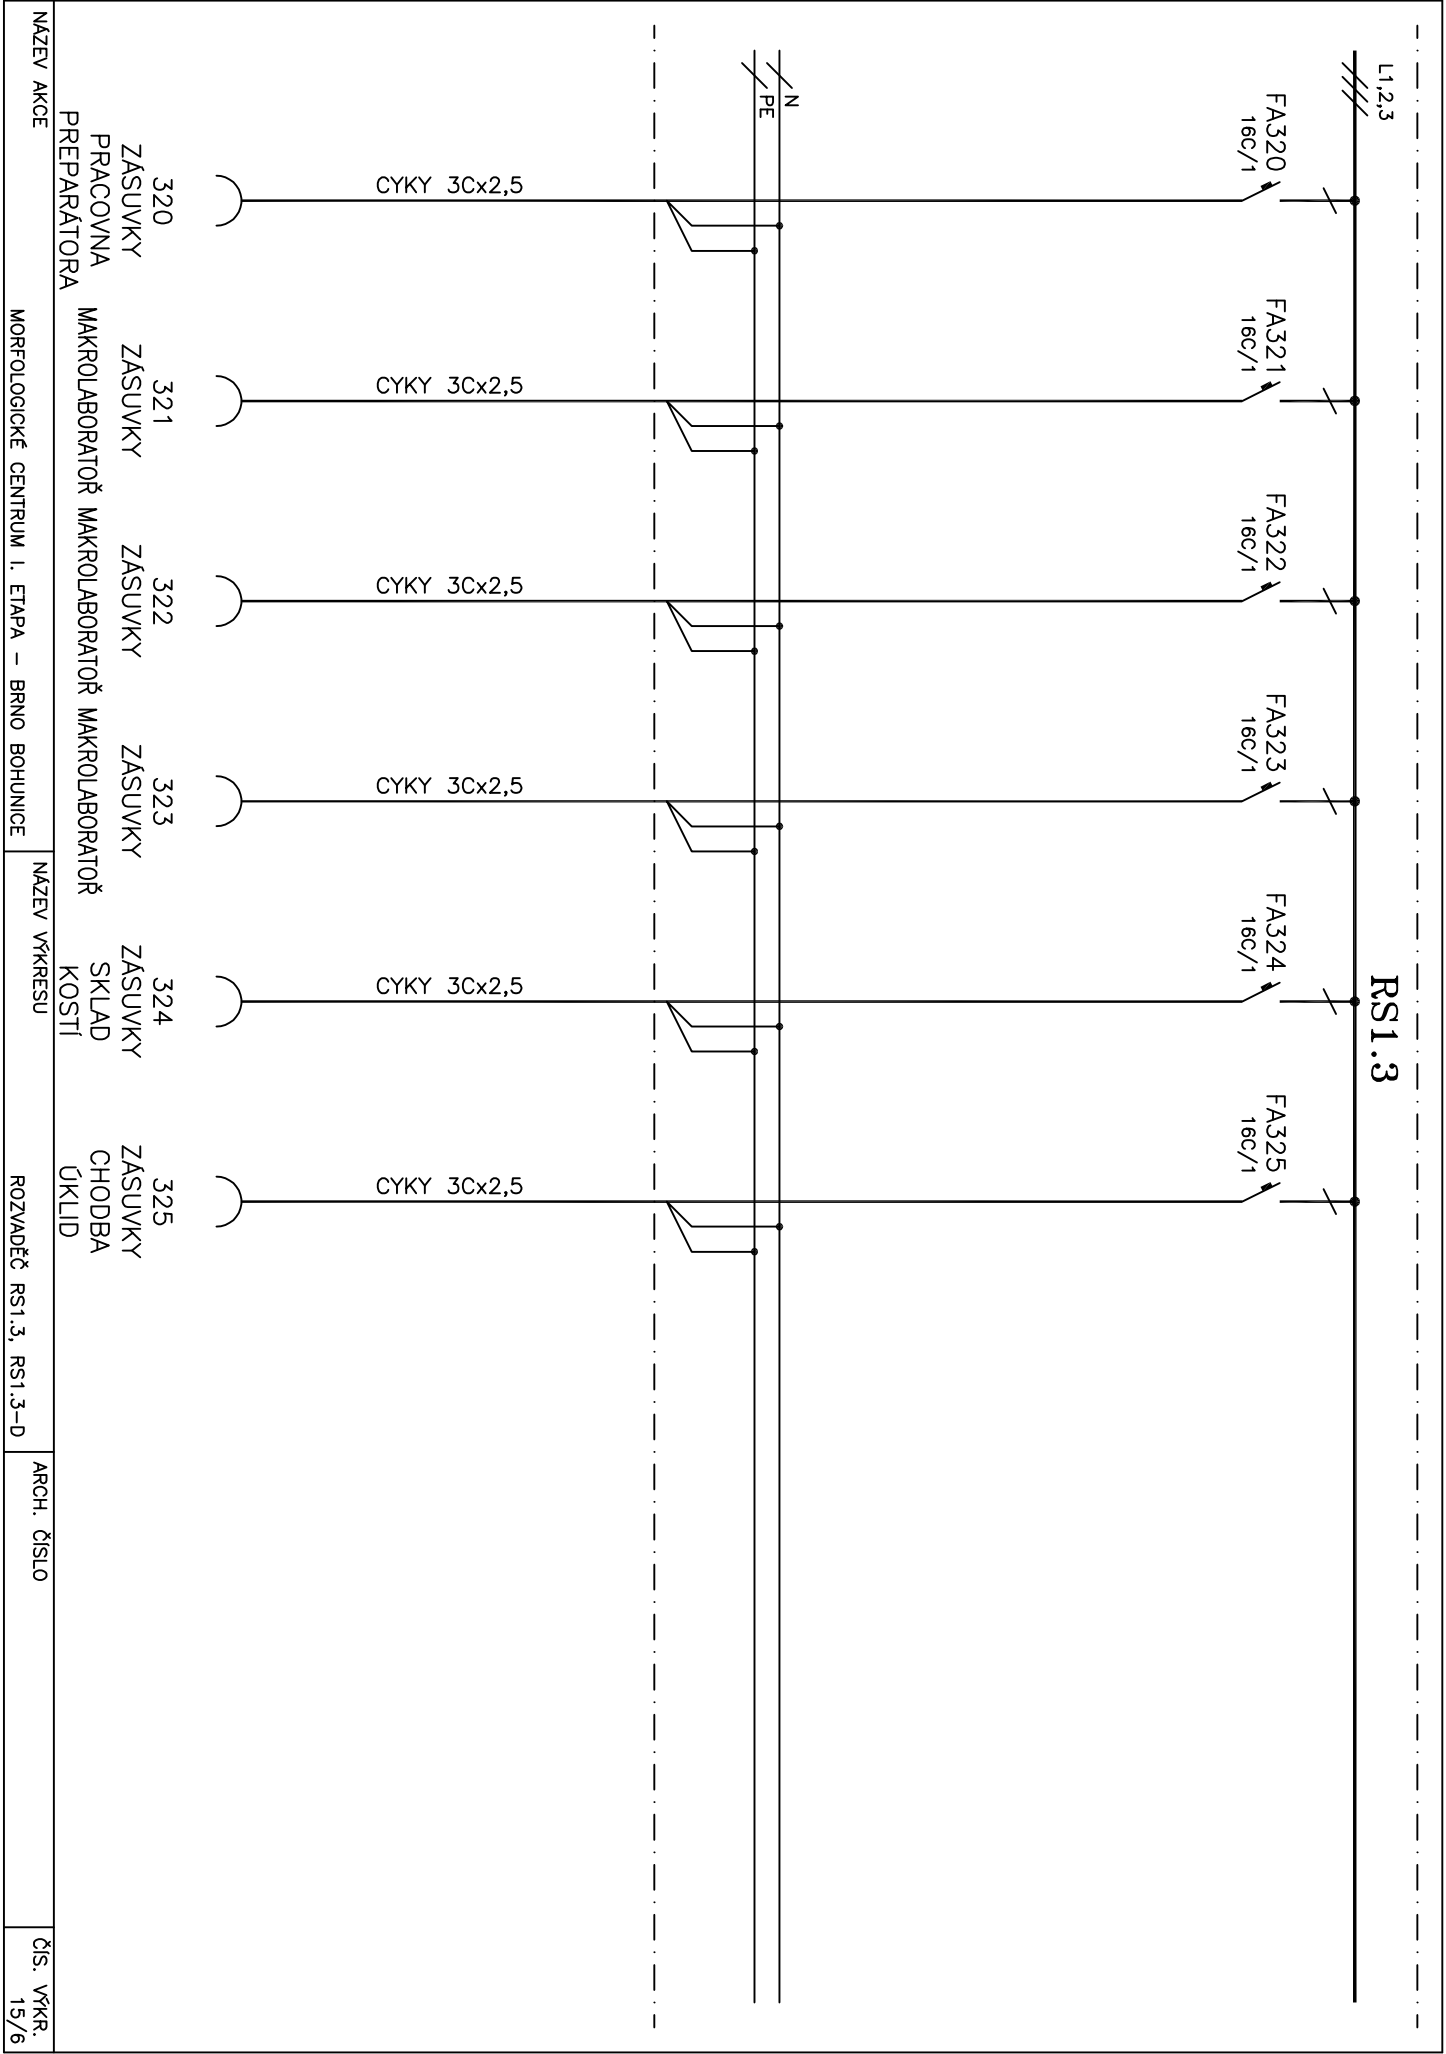 RS1.3
L1,2,3
FA320
16C/1
FA321
16C/1
FA322
16C/1
FA323
16C/1
FA324
16C/1
FA325
16C/1
N
PE
CYKY 3Cx2,5
CYKY 3Cx2,5
CYKY 3Cx2,5
CYKY 3Cx2,5
CYKY 3Cx2,5
CYKY 3Cx2,5
320
ZÁSUVKY
PRACOVNA
PREPARÁTORA
321
ZÁSUVKY
MAKROLABORATOŘ
322
ZÁSUVKY
MAKROLABORATOŘ
323
ZÁSUVKY
MAKROLABORATOŘ
324
ZÁSUVKY
SKLAD
KOSTÍ
325
ZÁSUVKY
CHODBA
ÚKLID
NÁZEV AKCE
MORFOLOGICKÉ CENTRUM I. ETAPA – BRNO BOHUNICE
NÁZEV VÝKRESU
ROZVADĚČ RS1.3, RS1.3–D
ARCH. ČÍSLO
ČÍS. VÝKR.
15/6